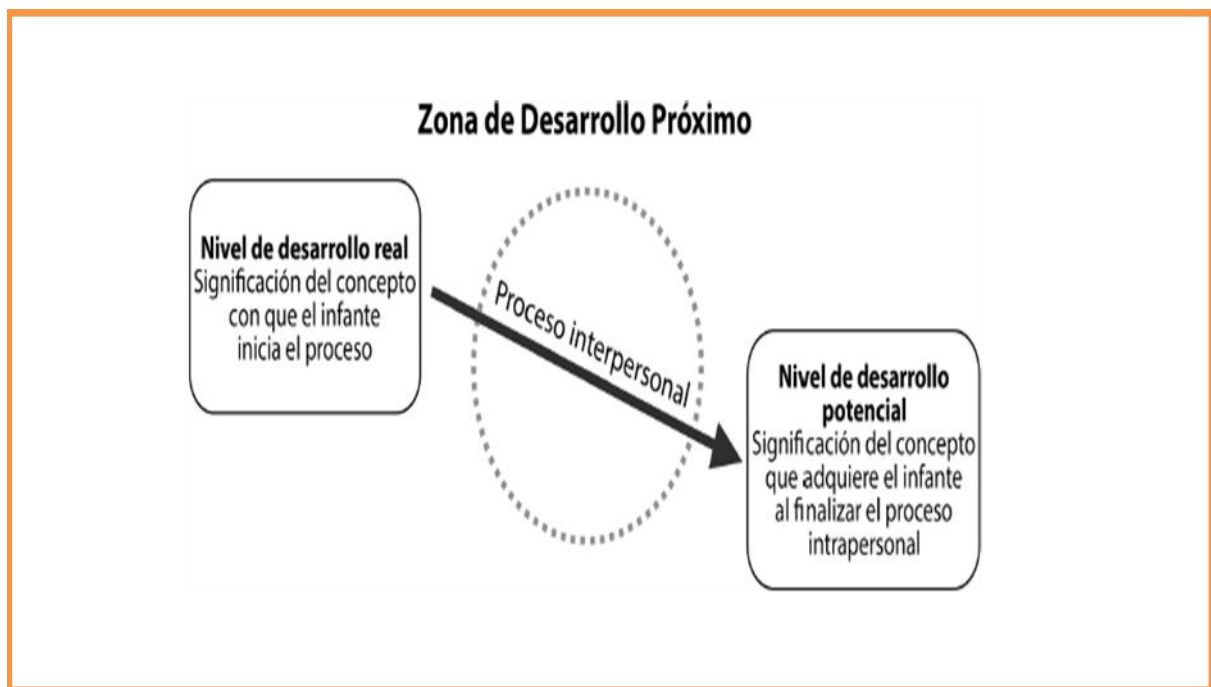 Zona de Desarrollo Próximo
Nivel de desarrollo real
Significación del concepto
con que el infante
inicia el proceso
Proceso interpersonal
Nivel de desarrollo
potencial
Significación del concepto
que adquiere el infante
al finalizar el proceso
intrapersonal